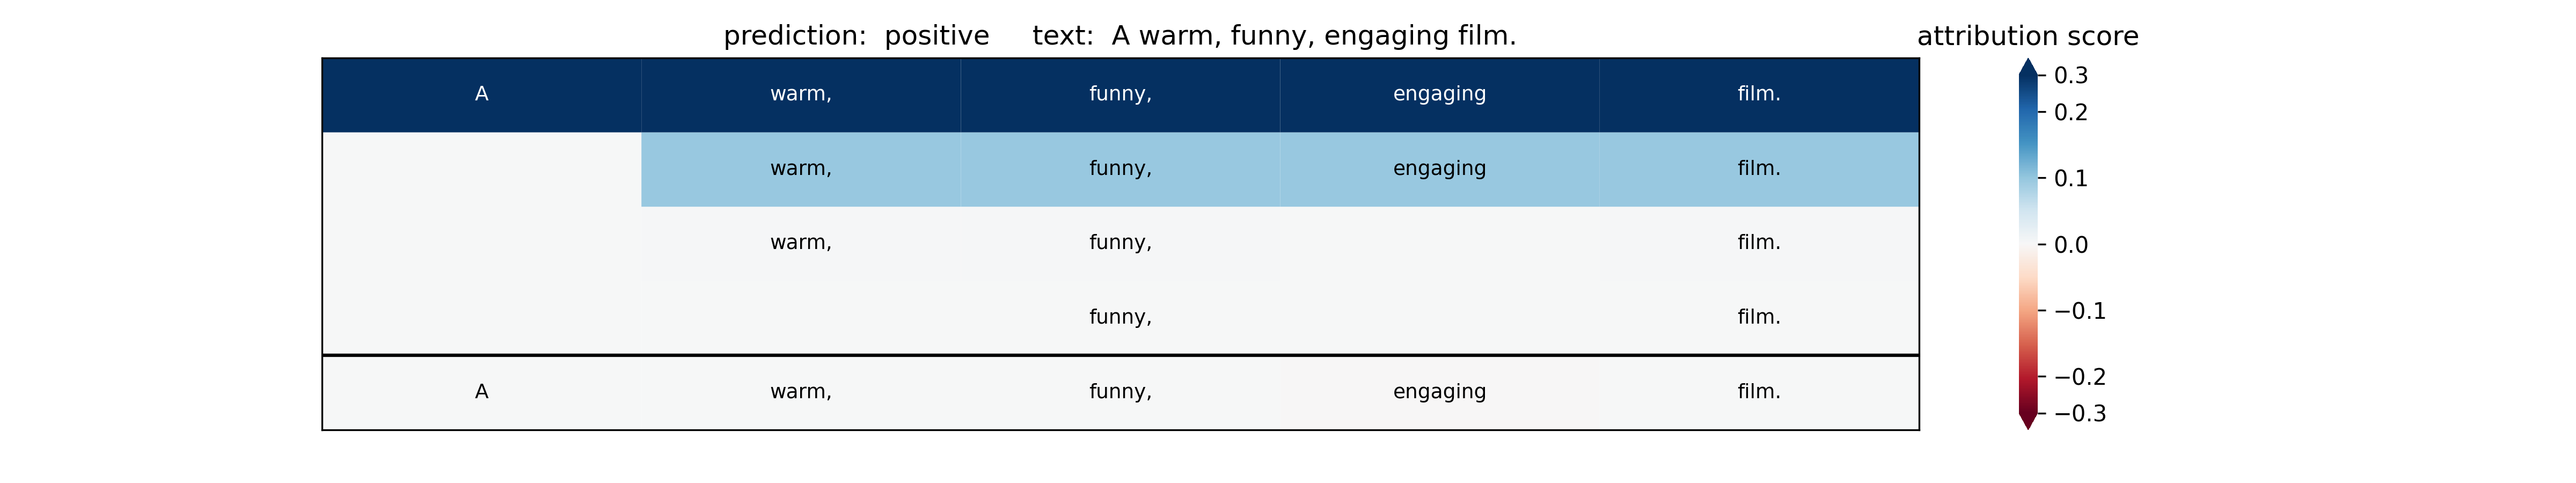 prediction:  positive     text:  A warm, funny, engaging film.
attribution score
A warm, funny, engaging film.
warm, funny, engaging film.
warm, funny, film.
funny, film.
A warm, funny, engaging film.
0.3
0.2
0.1
0.0
−0.1
−0.2
−0.3